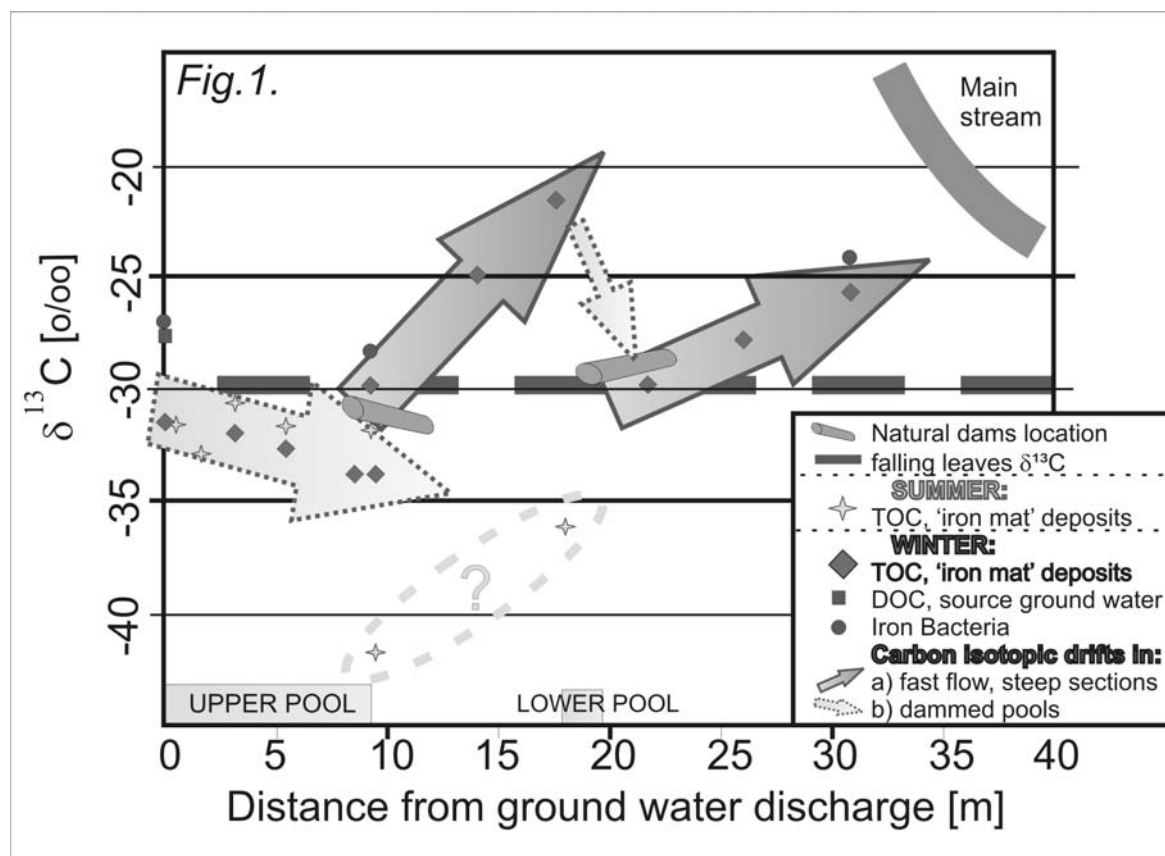 Fig.1.
Main
stream
-20
-25
-30
-35
-40
δ ¹³ C [o/oo]
?
UPPER POOL
LOWER POOL
0
5
10
15
20
25
30
35
40
Distance from ground water discharge [m]
Natural dams location
falling leaves δ¹³C
SUMMER:
TOC, 'iron mat' deposits
WINTER:
TOC, 'iron mat' deposits
DOC, source ground water
Iron Bacteria
Carbon isotopic drifts in:
a) fast flow, steep sections
b) dammed pools